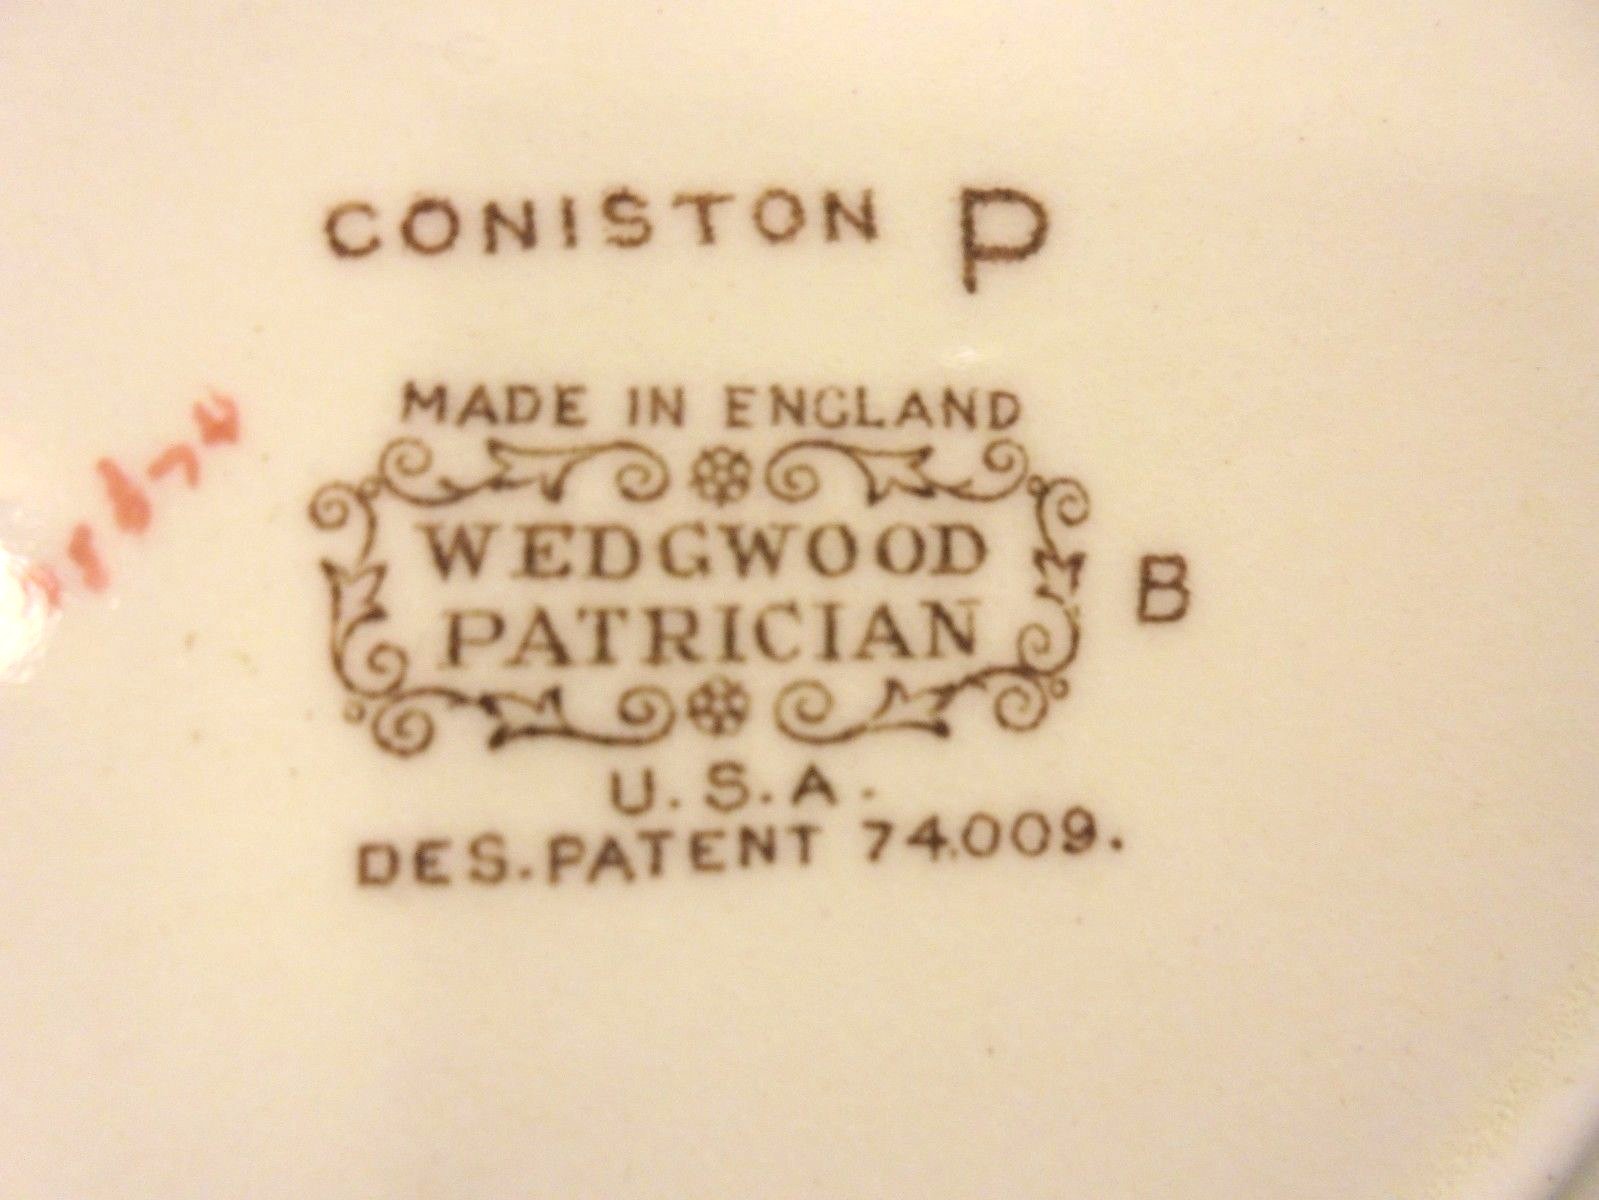 CONISTON P
MADE IN ENGLAND
WEDGWOOD
PATRICIAN
B
U.S.A.
DES. PATENT 74.009.